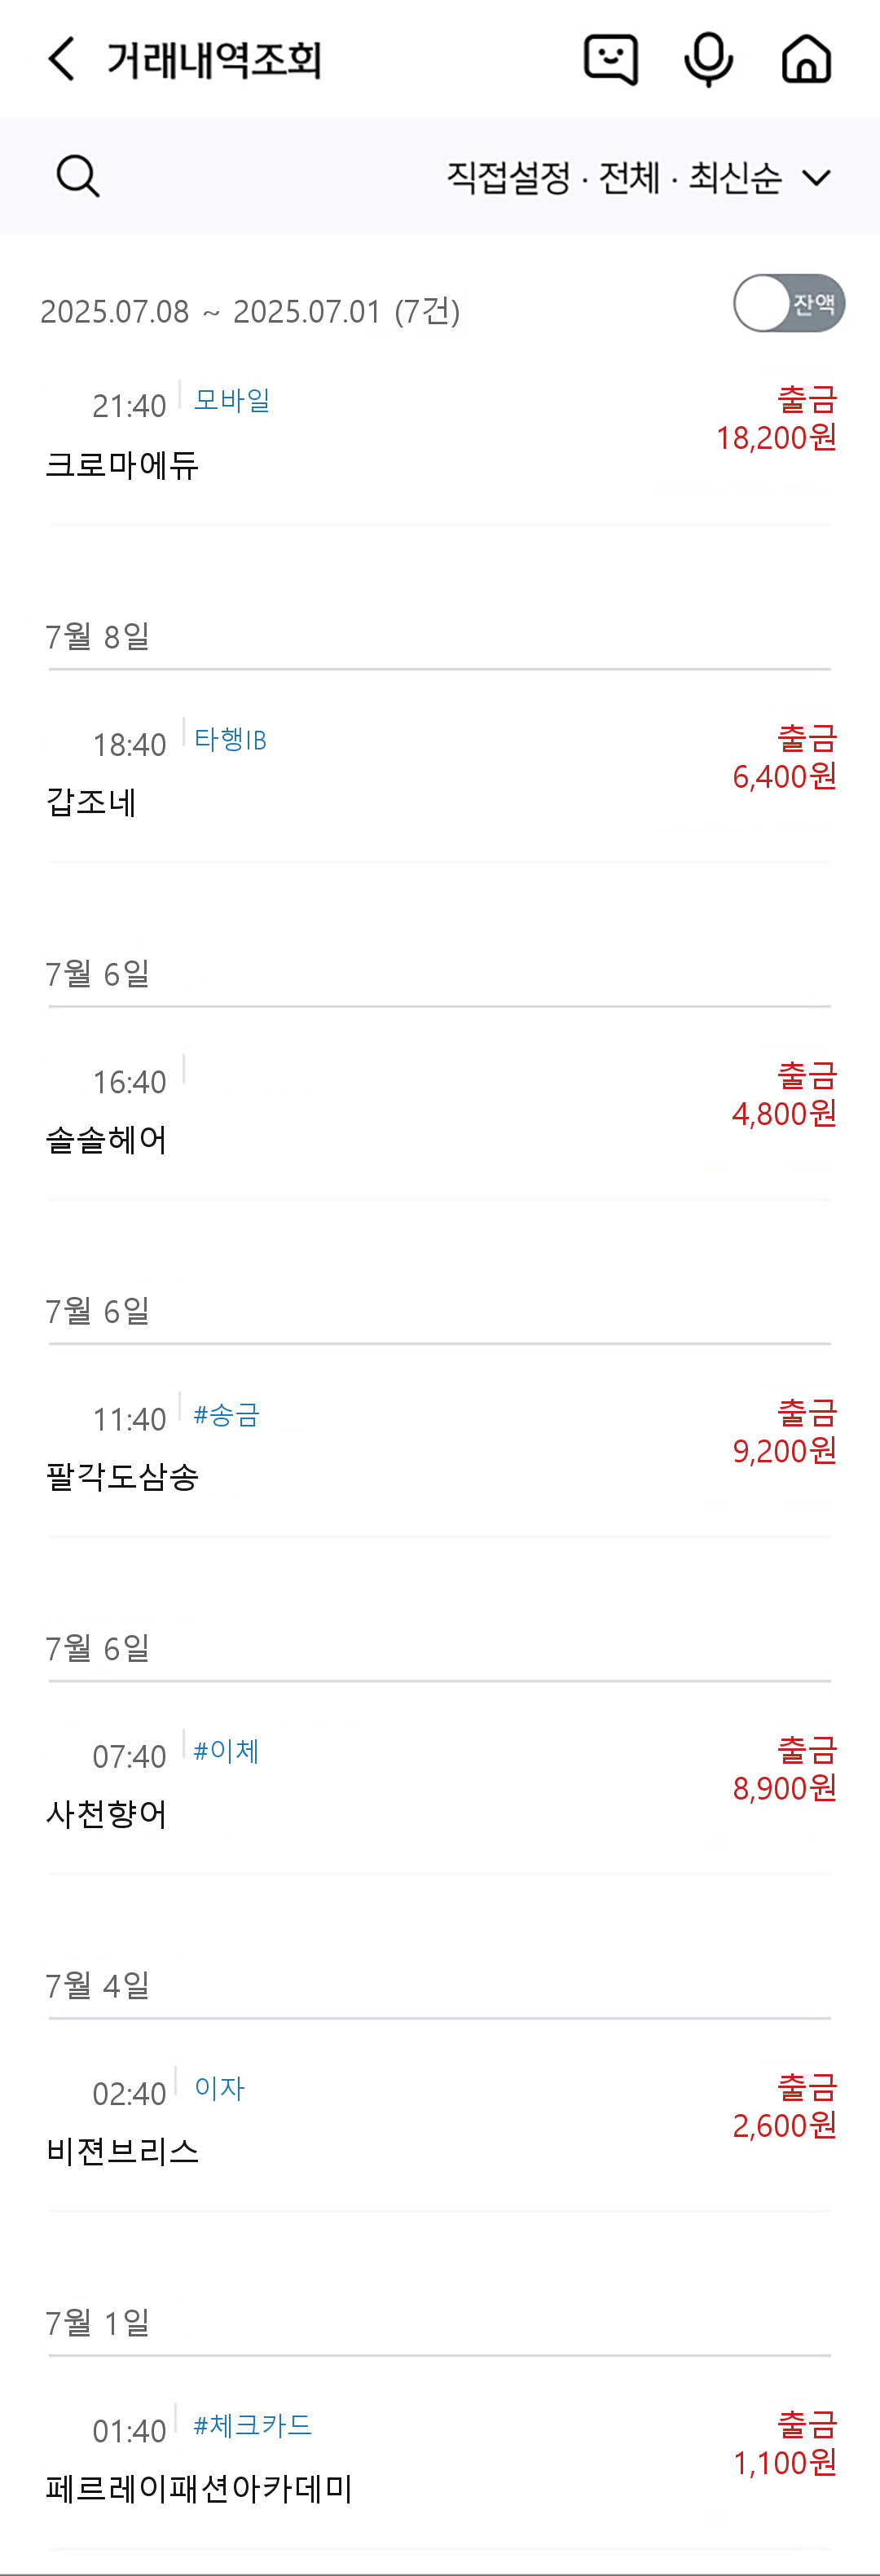 거래내역조회
직접설정 · 전체 · 최신순
2025.07.08 ~ 2025.07.01 (7건)
잔액
21:40 모바일
출금
18,200원
크로마에듀
7월 8일
18:40 타행IB
출금
6,400원
갑조네
7월 6일
16:40
출금
4,800원
솔솔헤어
7월 6일
11:40 #송금
출금
9,200원
팔각도삼송
7월 6일
07:40 #이체
출금
8,900원
사천향어
7월 4일
02:40 이자
출금
2,600원
비젼브리스
7월 1일
01:40 #체크카드
출금
1,100원
페르레이패션아카데미